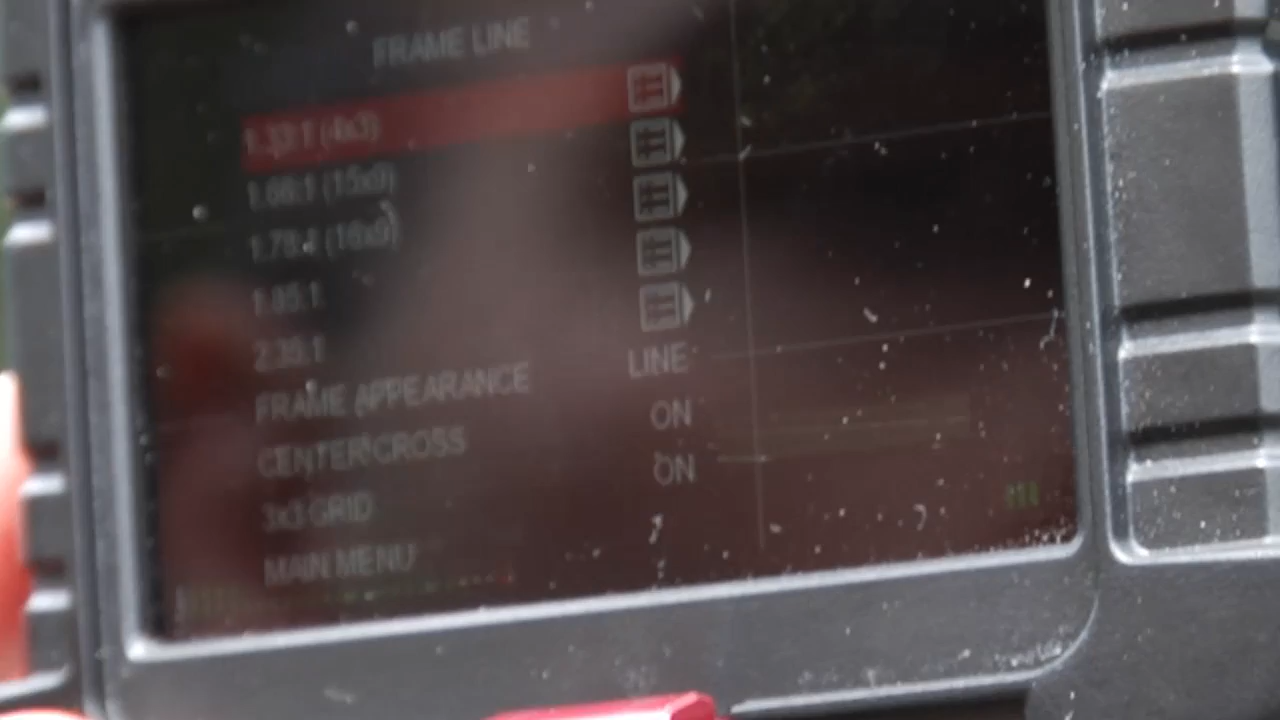 FRAME LINE
1.33:1 (4x3)
1.66:1 (15x9)
1.78:1 (16x9)
1.85:1
2.35:1
FRAME APPEARANCE LINE
CENTER CROSS ON
3x3 GRID ON
MAIN MENU